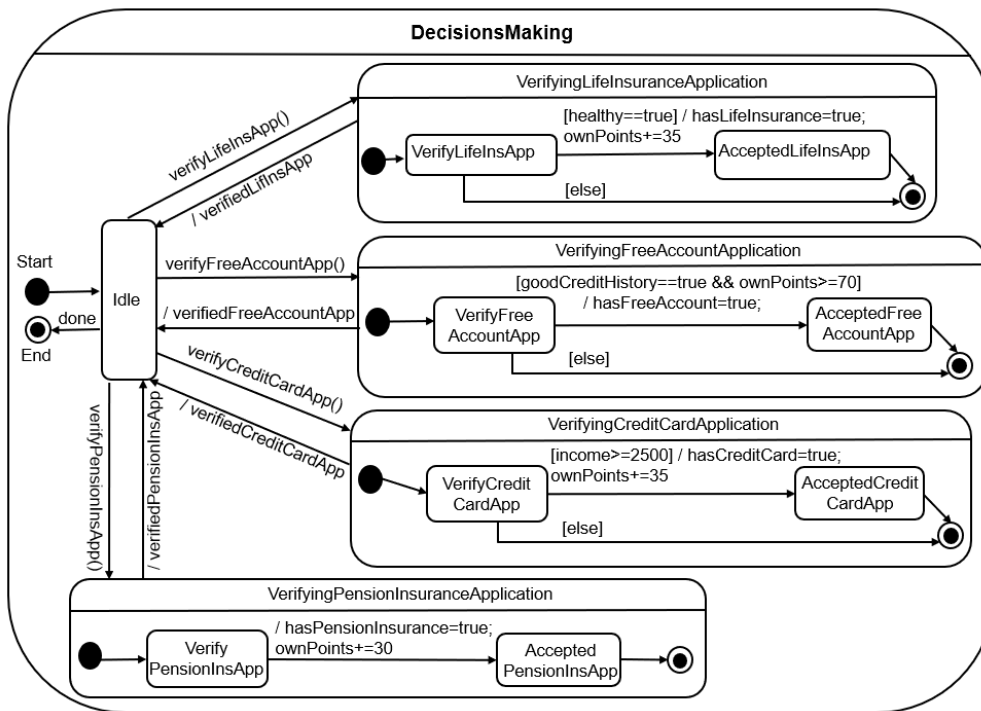 DecisionsMaking
VerifyingLifeInsuranceApplication
verifyLifeInsApp()
/ verifiedLifInsApp
[healthy==true] / hasLifeInsurance=true;
ownPoints+=35
VerifyLifeInsApp
AcceptedLifeInsApp
[else]
Start
Idle
done
End
verifyFreeAccountApp()
/ verifiedFreeAccountApp
VerifyingFreeAccountApplication
[goodCreditHistory==true && ownPoints>=70]
/ hasFreeAccount=true;
VerifyFree
AccountApp
AcceptedFree
AccountApp
[else]
verifyCreditCardApp()
/ verifiedCreditCardApp
VerifyingCreditCardApplication
[income>=2500] / hasCreditCard=true;
ownPoints+=35
VerifyCredit
CardApp
AcceptedCredit
CardApp
[else]
verifyPensionInsApp()
/ verifiedPensionInsApp
VerifyingPensionInsuranceApplication
/ hasPensionInsurance=true;
ownPoints+=30
Verify
PensionInsApp
Accepted
PensionInsApp